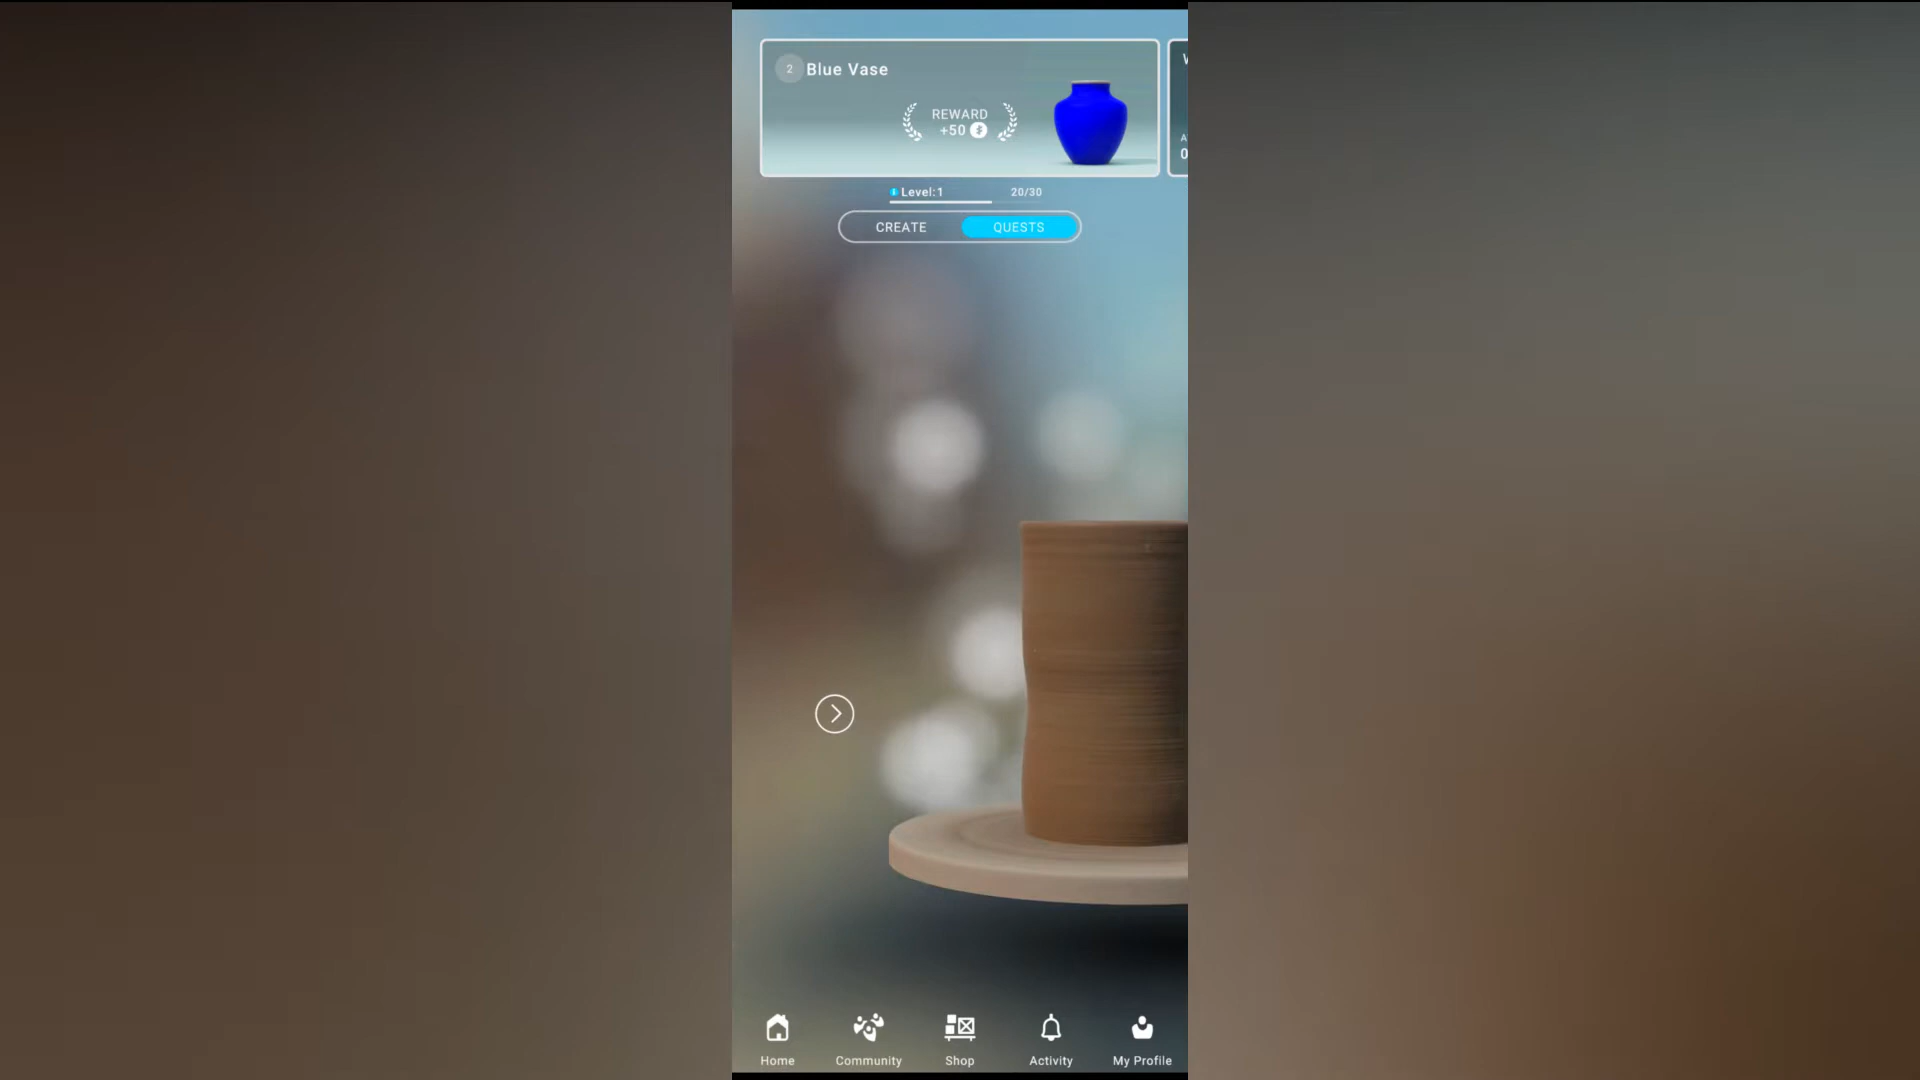 2 Blue Vase
REWARD
+50
Level:1 20/30
CREATE QUESTS
Home Community Shop Activity My Profile